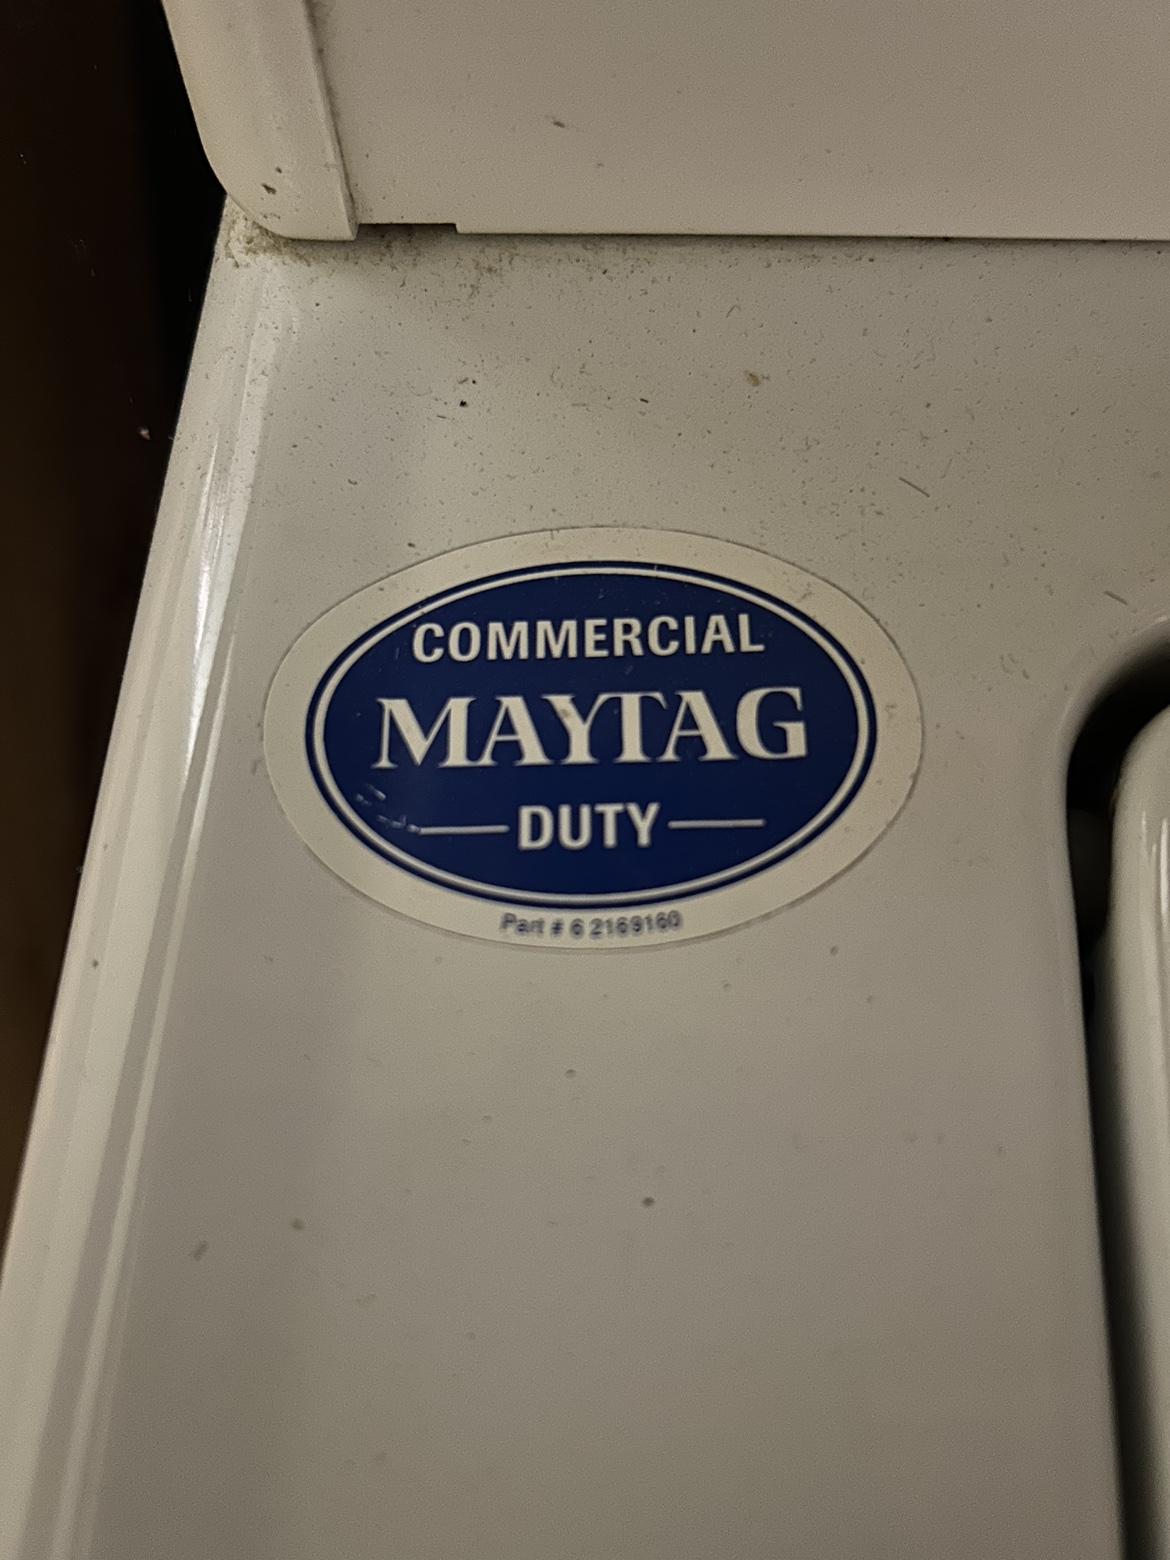 COMMERCIAL
MAYTAG
DUTY
Part # 6 2169160